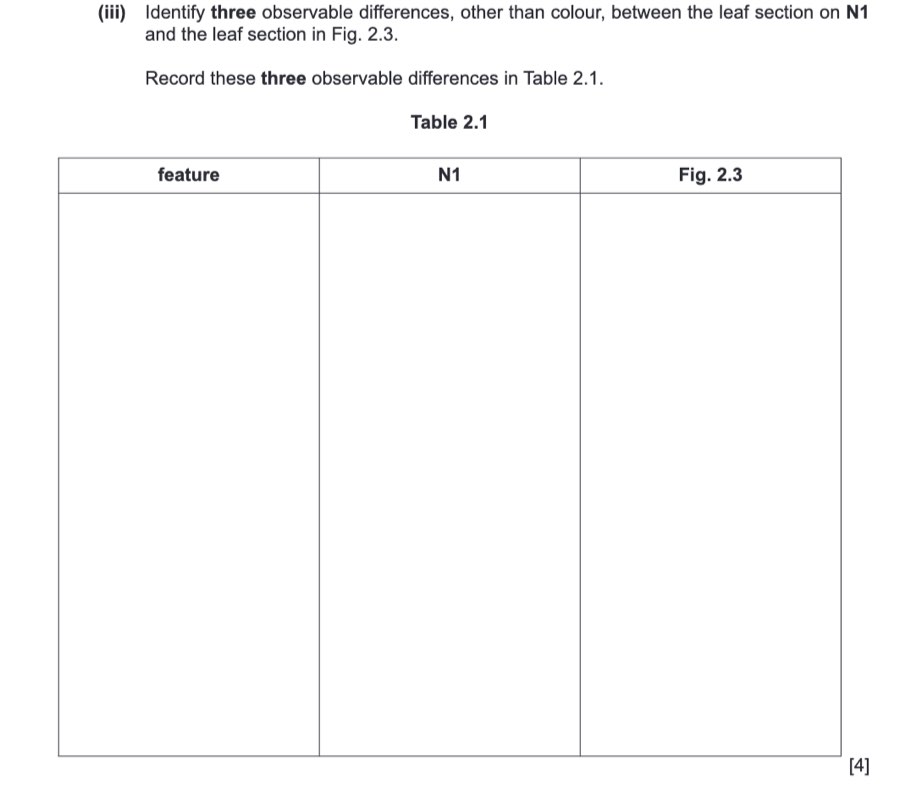 (iii) Identify three observable differences, other than colour, between the leaf section on N1
and the leaf section in Fig. 2.3.
Record these three observable differences in Table 2.1.
Table 2.1
feature N1 Fig. 2.3
[4]